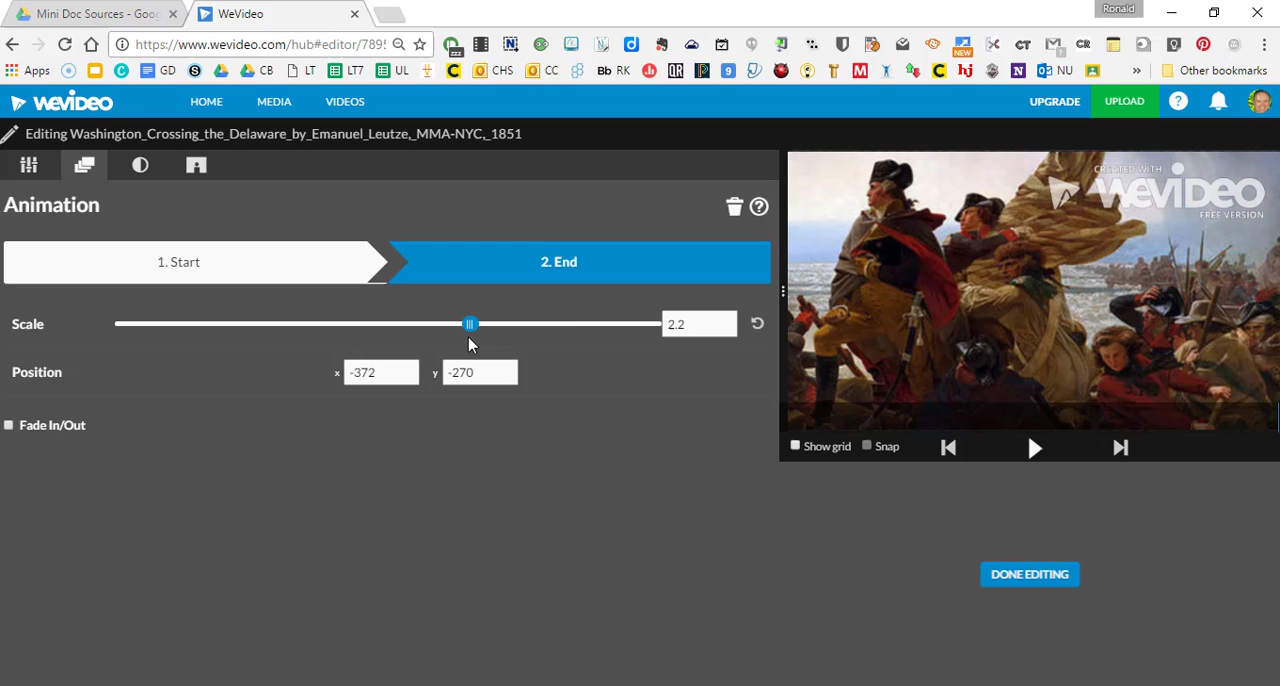 Mini Doc Sources - Goog
WeVideo
Ronald
https://www.wevideo.com/hub#editor/789
Apps GD CB LT LT7 UL CHS CC Bb RK NU Other bookmarks
WEVIDEO HOME MEDIA VIDEOS UPGRADE UPLOAD
Editing Washington_Crossing_the_Delaware_by_Emanuel_Leutze,_MMA-NYC,_1851
Animation
1. Start
2. End
Scale 2.2
Position x -372 y -270
Fade In/Out
CREATED WITH
WEVIDEO
FREE VERSION
Show grid Snap
DONE EDITING